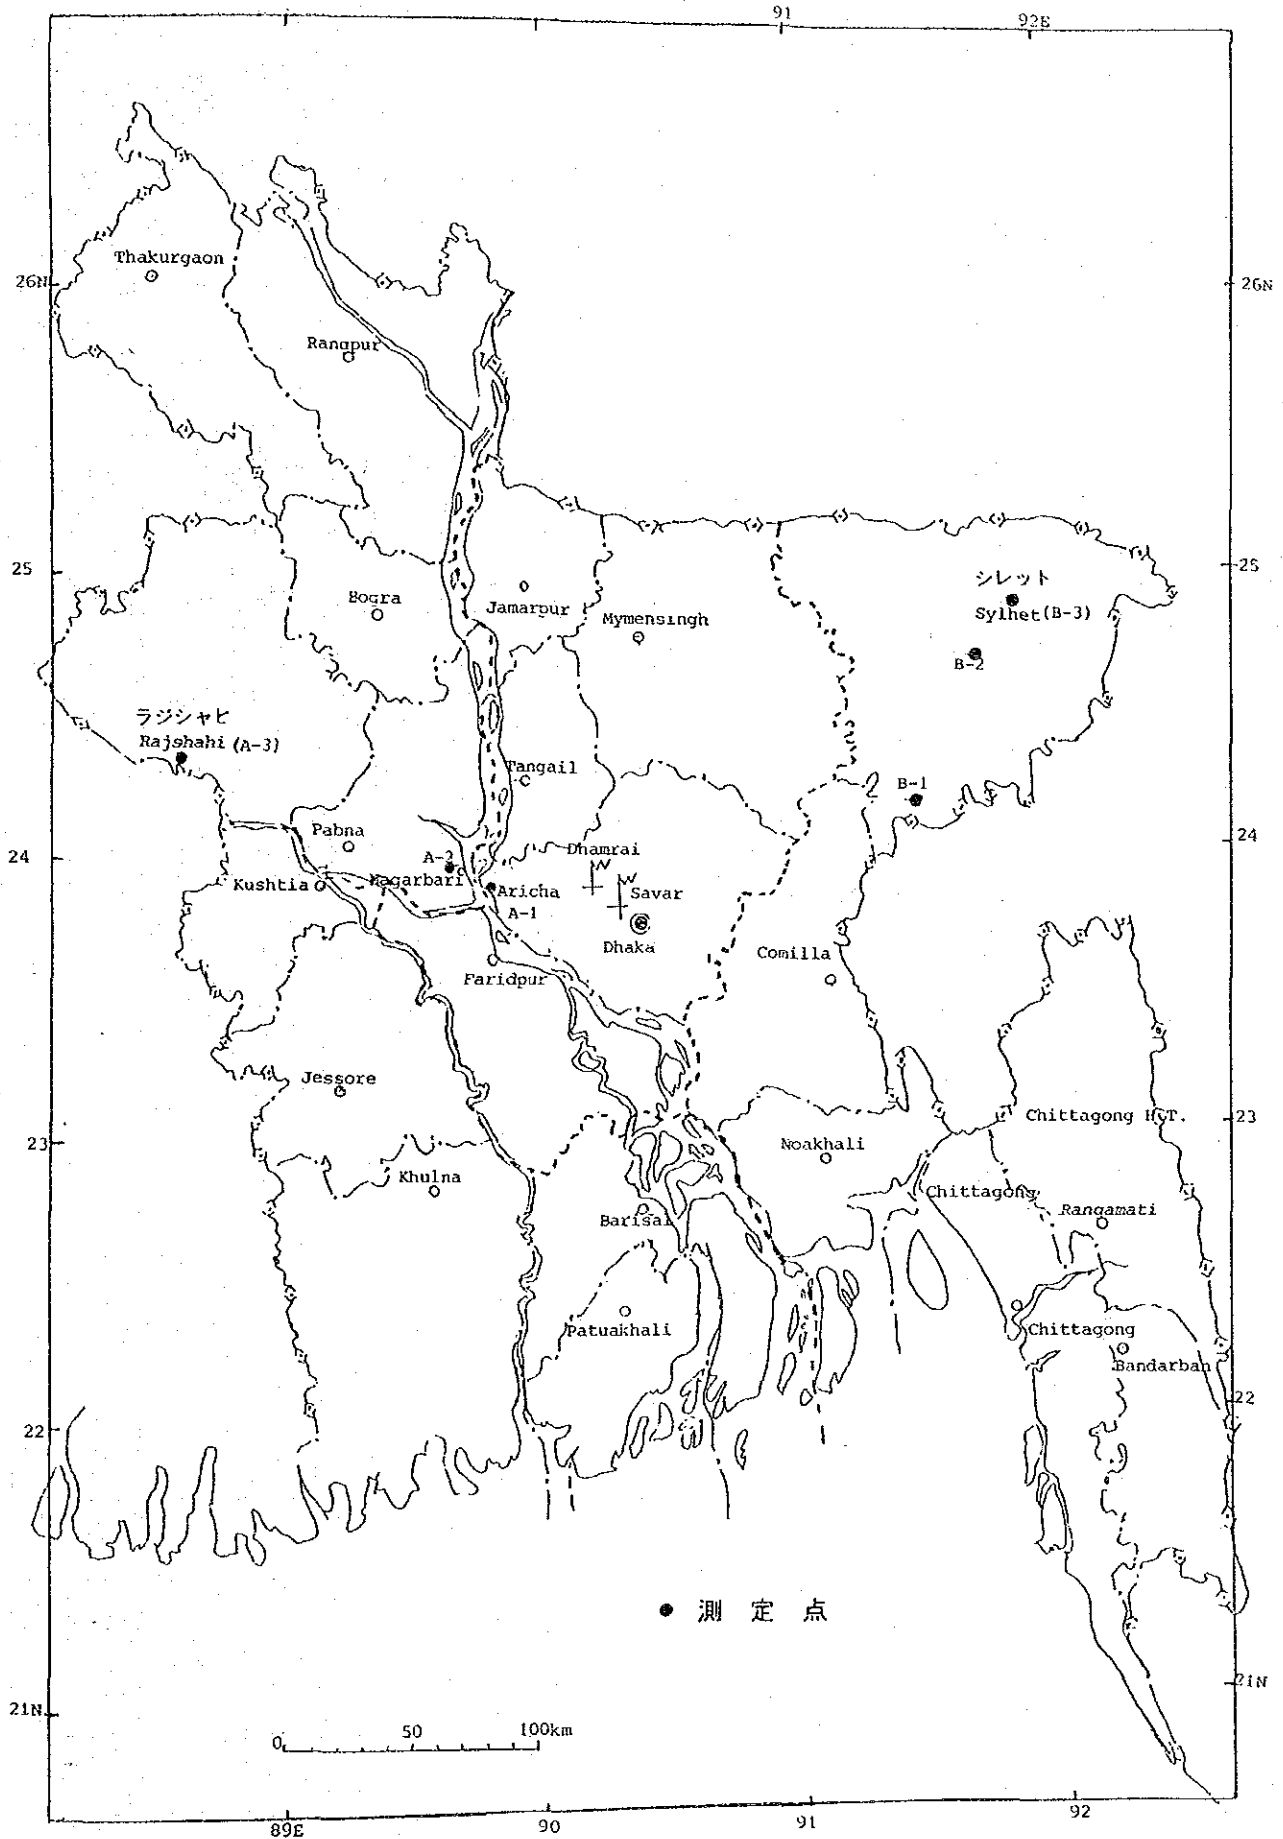 91
92E
Thakurgaon
26N
26N
Rangpur
25
25
シレット
Bogra
Jamarpur
Sylhet(B-3)
Mymensingh
B-2
ラジシャヒ
Rajshahi (A-3)
Tangail
B-1
Pabna
24
24
A-2
Dhamrai
Kushtia
Nagarbari
Aricha
Savar
A-1
Dhaka
Comilla
Faridpur
Jessore
23
23
Chittagong H.T.
Noakhali
Khulna
Chittagong
Barisal
Rangamati
Patuakhali
Chittagong
Bandarban
22
22
● 測定点
21N
21N
0 50 100km
89E
90
91
92